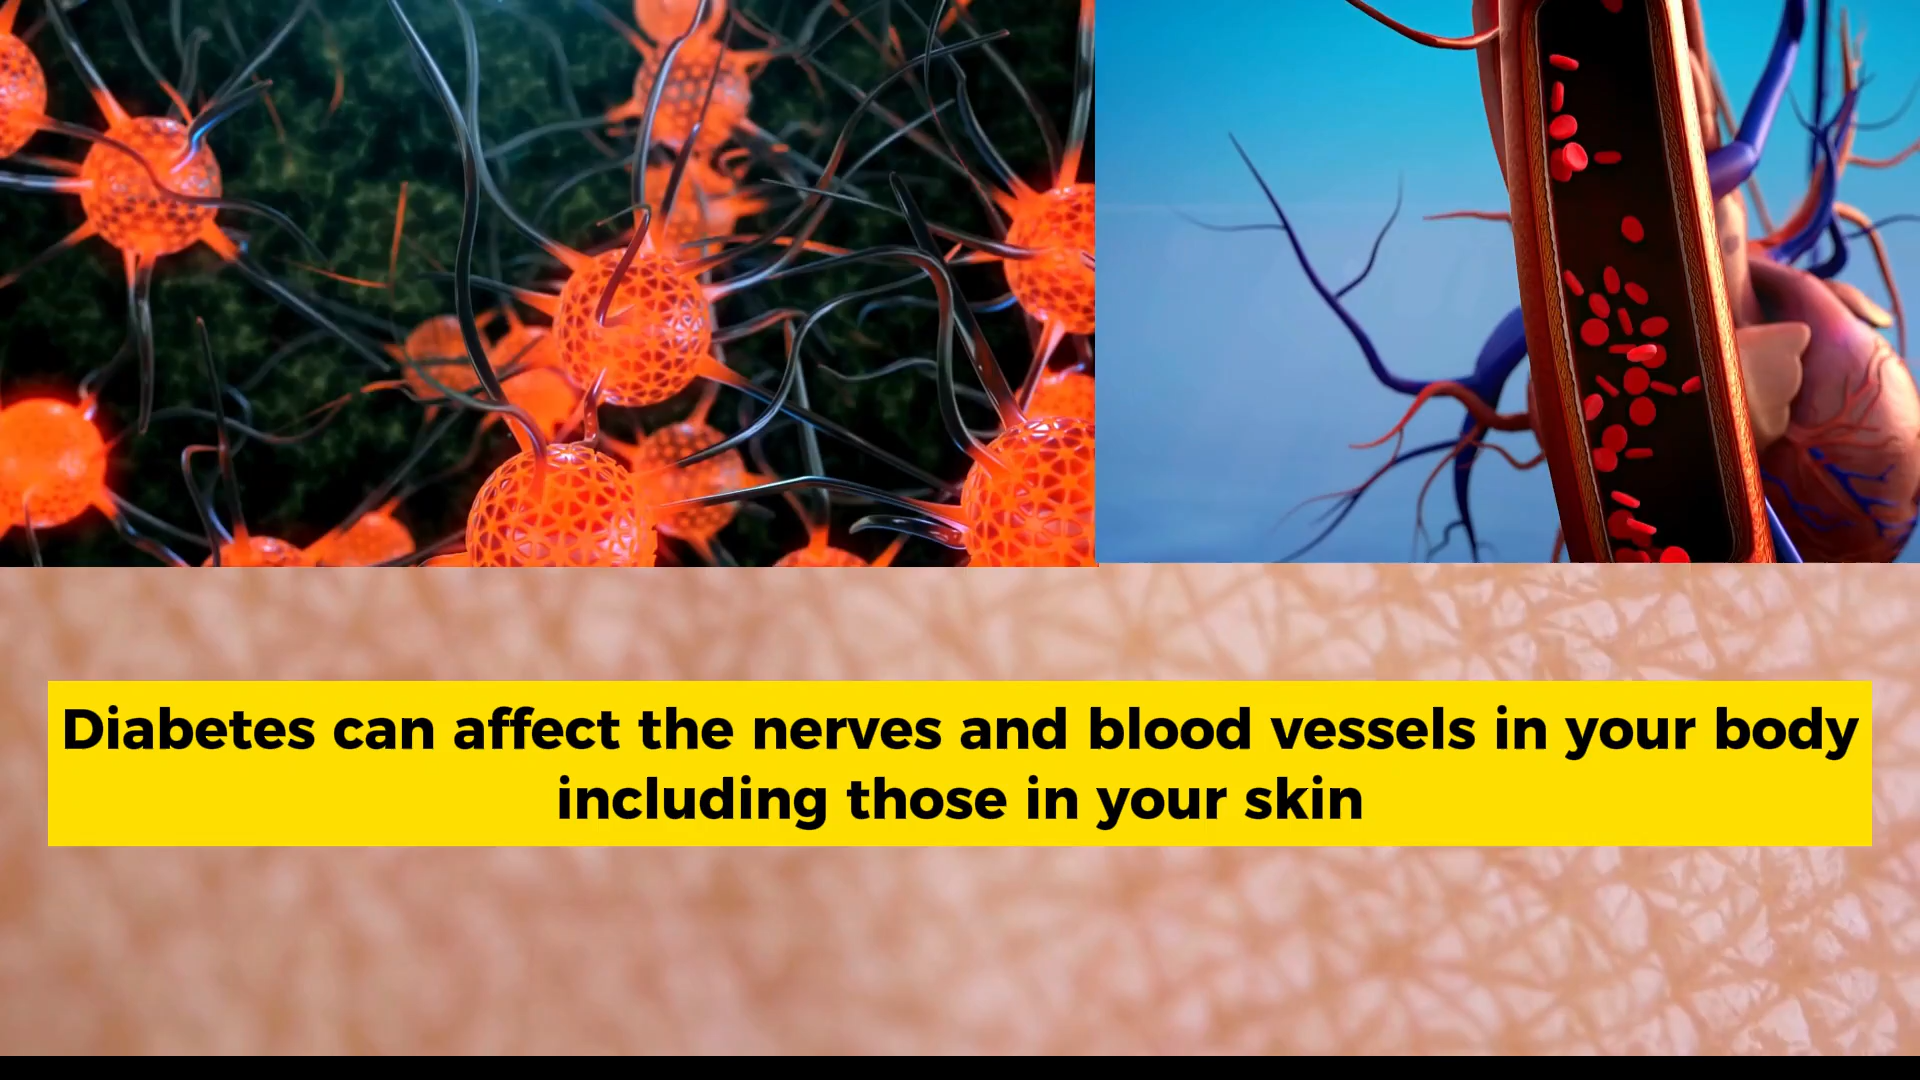 Diabetes can affect the nerves and blood vessels in your body
including those in your skin